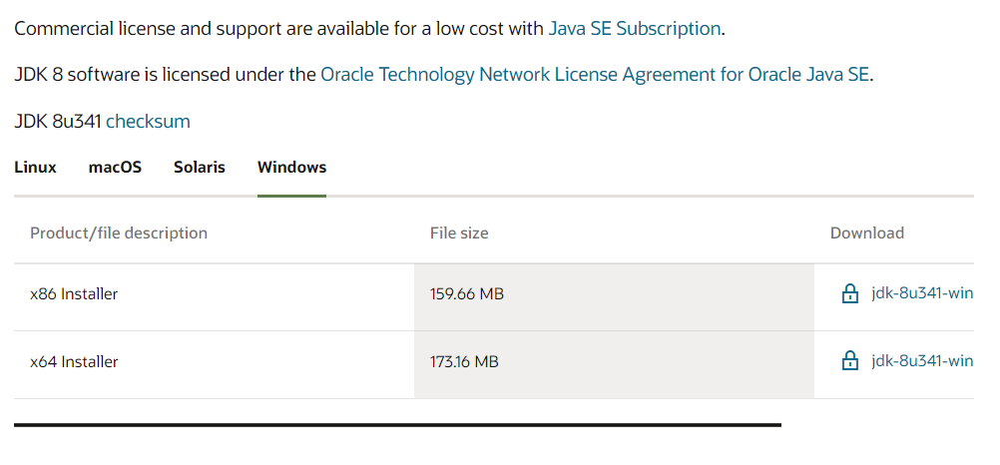 Commercial license and support are available for a low cost with Java SE Subscription.
JDK 8 software is licensed under the Oracle Technology Network License Agreement for Oracle Java SE.
JDK 8u341 checksum
Linux macOS Solaris Windows
Product/file description File size Download
x86 Installer 159.66 MB jdk-8u341-win
x64 Installer 173.16 MB jdk-8u341-win